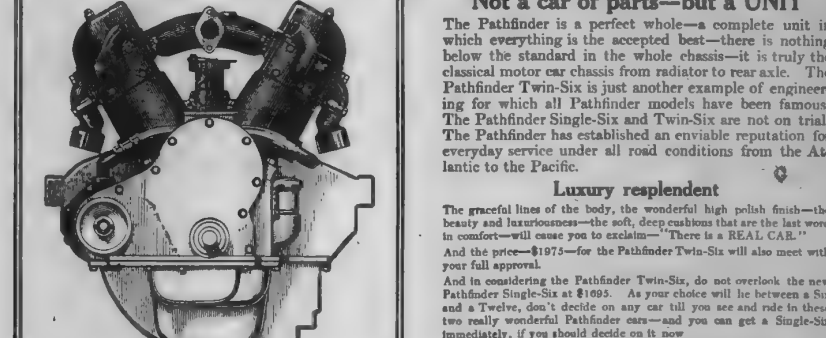 Not a car of parts—but a UNIT
The Pathfinder is a perfect whole—a complete unit in
which everything is the accepted best—there is nothing
below the standard in the whole chassis—it is truly the
classical motor car chassis from radiator to rear axle. The
Pathfinder Twin-Six is just another example of engineer-
ing for which all Pathfinder models have been famous.
The Pathfinder Single-Six and Twin-Six are not on trial.
The Pathfinder has established an enviable reputation for
everyday service under all road conditions from the At-
lantic to the Pacific.
Luxury resplendent
The graceful lines of the body, the wonderful high polish finish—the
beauty and luxuriousness—the soft, deep cushions that are the last word
in comfort—will cause you to exclaim—"There is a REAL CAR."
And the price—$1975—for the Pathfinder Twin-Six will also meet with
your full approval.
And in considering the Pathfinder Twin-Six, do not overlook the new
Pathfinder Single-Six at $1695. As your choice will lie between a Six
and a Twelve, don't decide on any car till you see and ride in these
two really wonderful Pathfinder cars—and you can get a Single-Six
immediately, if you should decide on it now